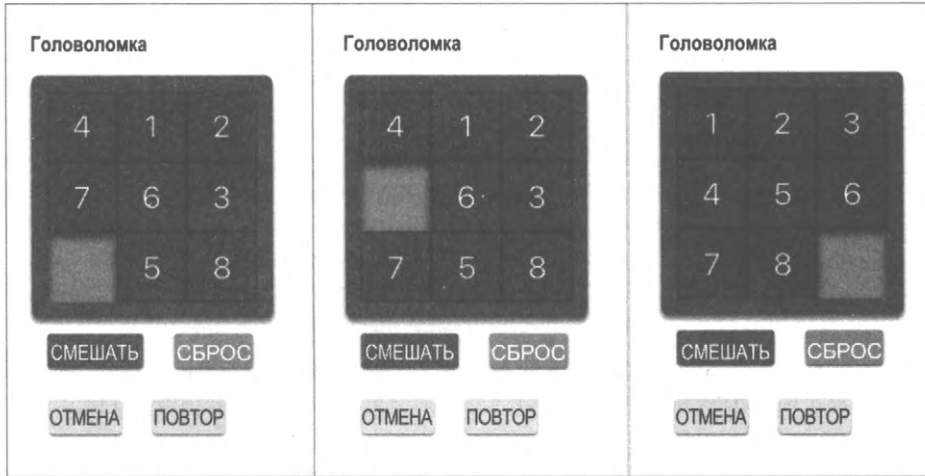 Головоломка
4 1 2
7 6 3
5 8
СМЕШАТЬ СБРОС
ОТМЕНА ПОВТОР
Головоломка
4 1 2
6 3
7 5 8
СМЕШАТЬ СБРОС
ОТМЕНА ПОВТОР
Головоломка
1 2 3
4 5 6
7 8
СМЕШАТЬ СБРОС
ОТМЕНА ПОВТОР